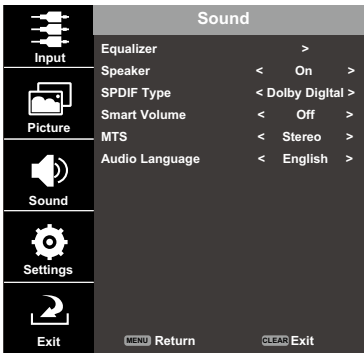 Sound
Input
Picture
Sound
Settings
Exit
Equalizer >
Speaker < On >
SPDIF Type < Dolby Digltal >
Smart Volume < Off >
MTS < Stereo >
Audio Language < English >
MENU Return CLEAR Exit